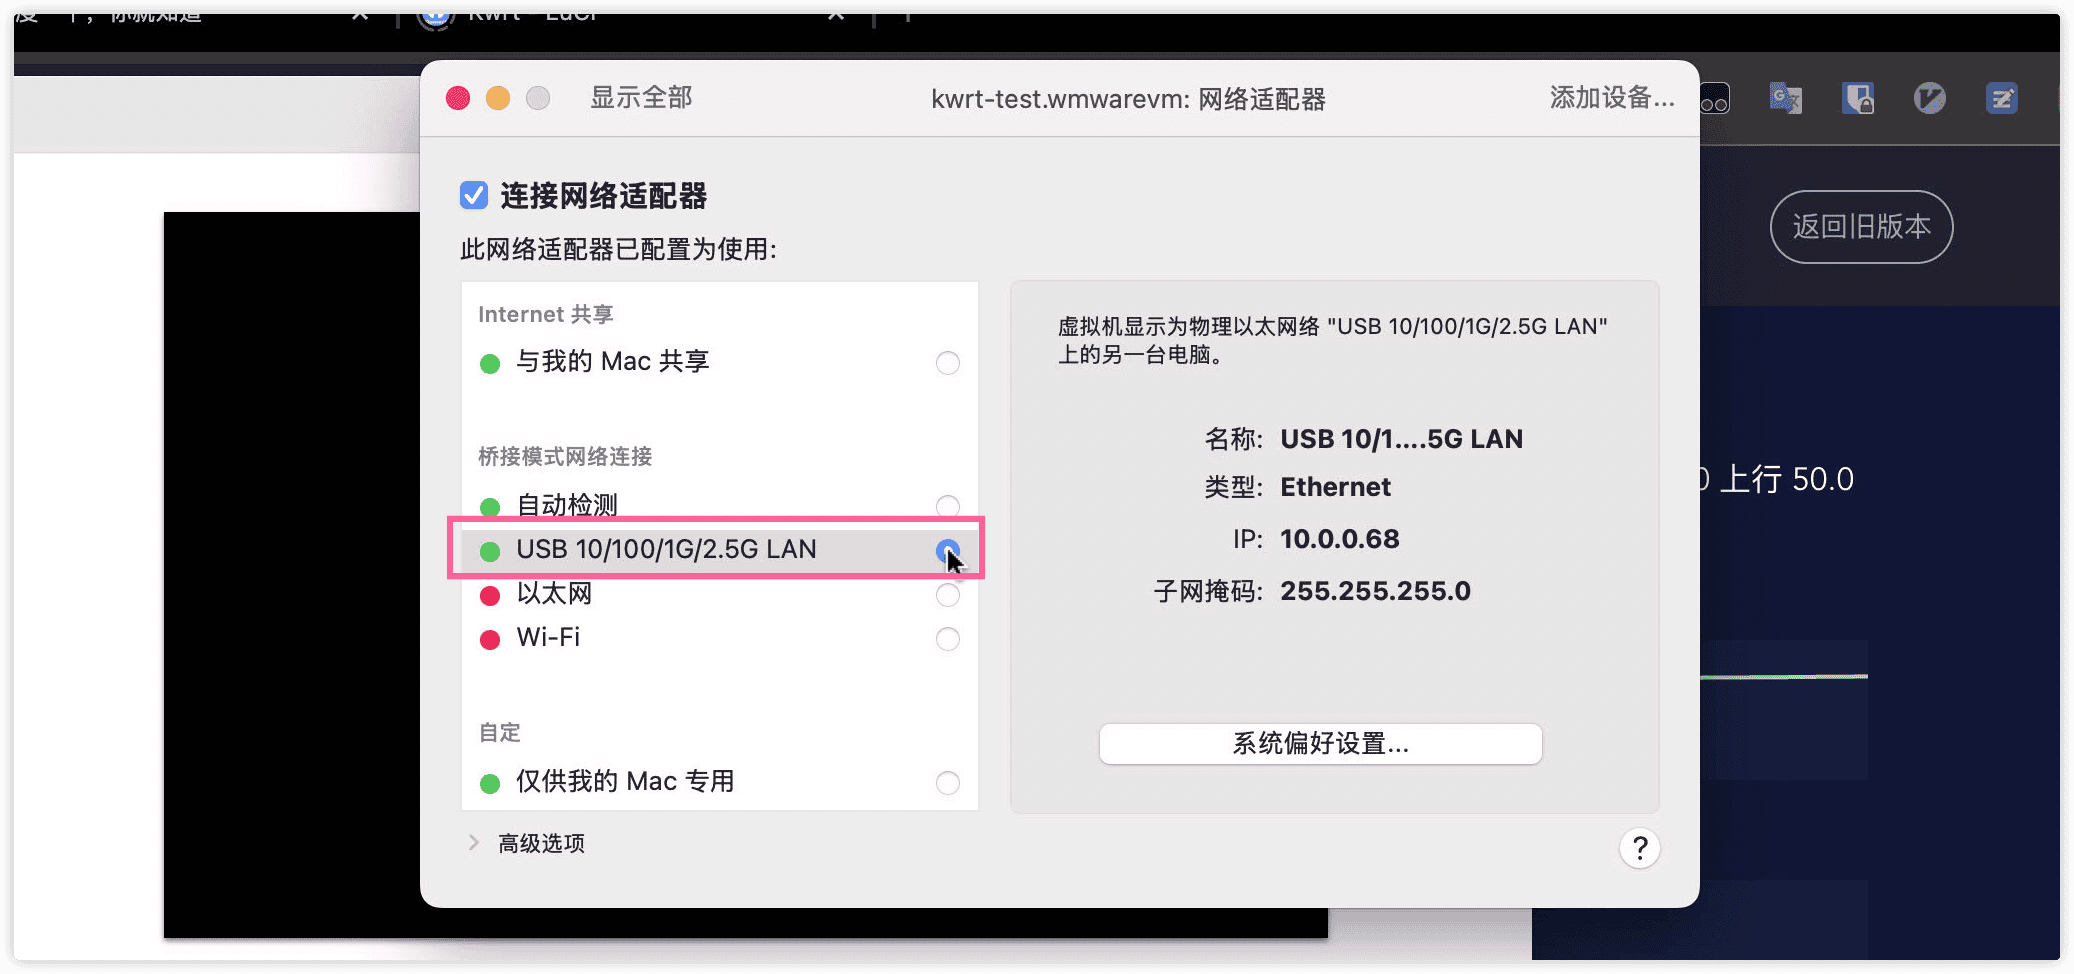 你就知道
Kwrt - LuCI
显示全部
kwrt-test.wmwarevm: 网络适配器
添加设备...
返回旧版本
连接网络适配器
此网络适配器已配置为使用:
Internet 共享
与我的 Mac 共享
桥接模式网络连接
自动检测
USB 10/100/1G/2.5G LAN
以太网
Wi-Fi
自定
仅供我的 Mac 专用
高级选项
虚拟机显示为物理以太网络 "USB 10/100/1G/2.5G LAN"
上的另一台电脑。
名称: USB 10/1....5G LAN
类型: Ethernet
IP: 10.0.0.68
子网掩码: 255.255.255.0
系统偏好设置...
?
上行 50.0